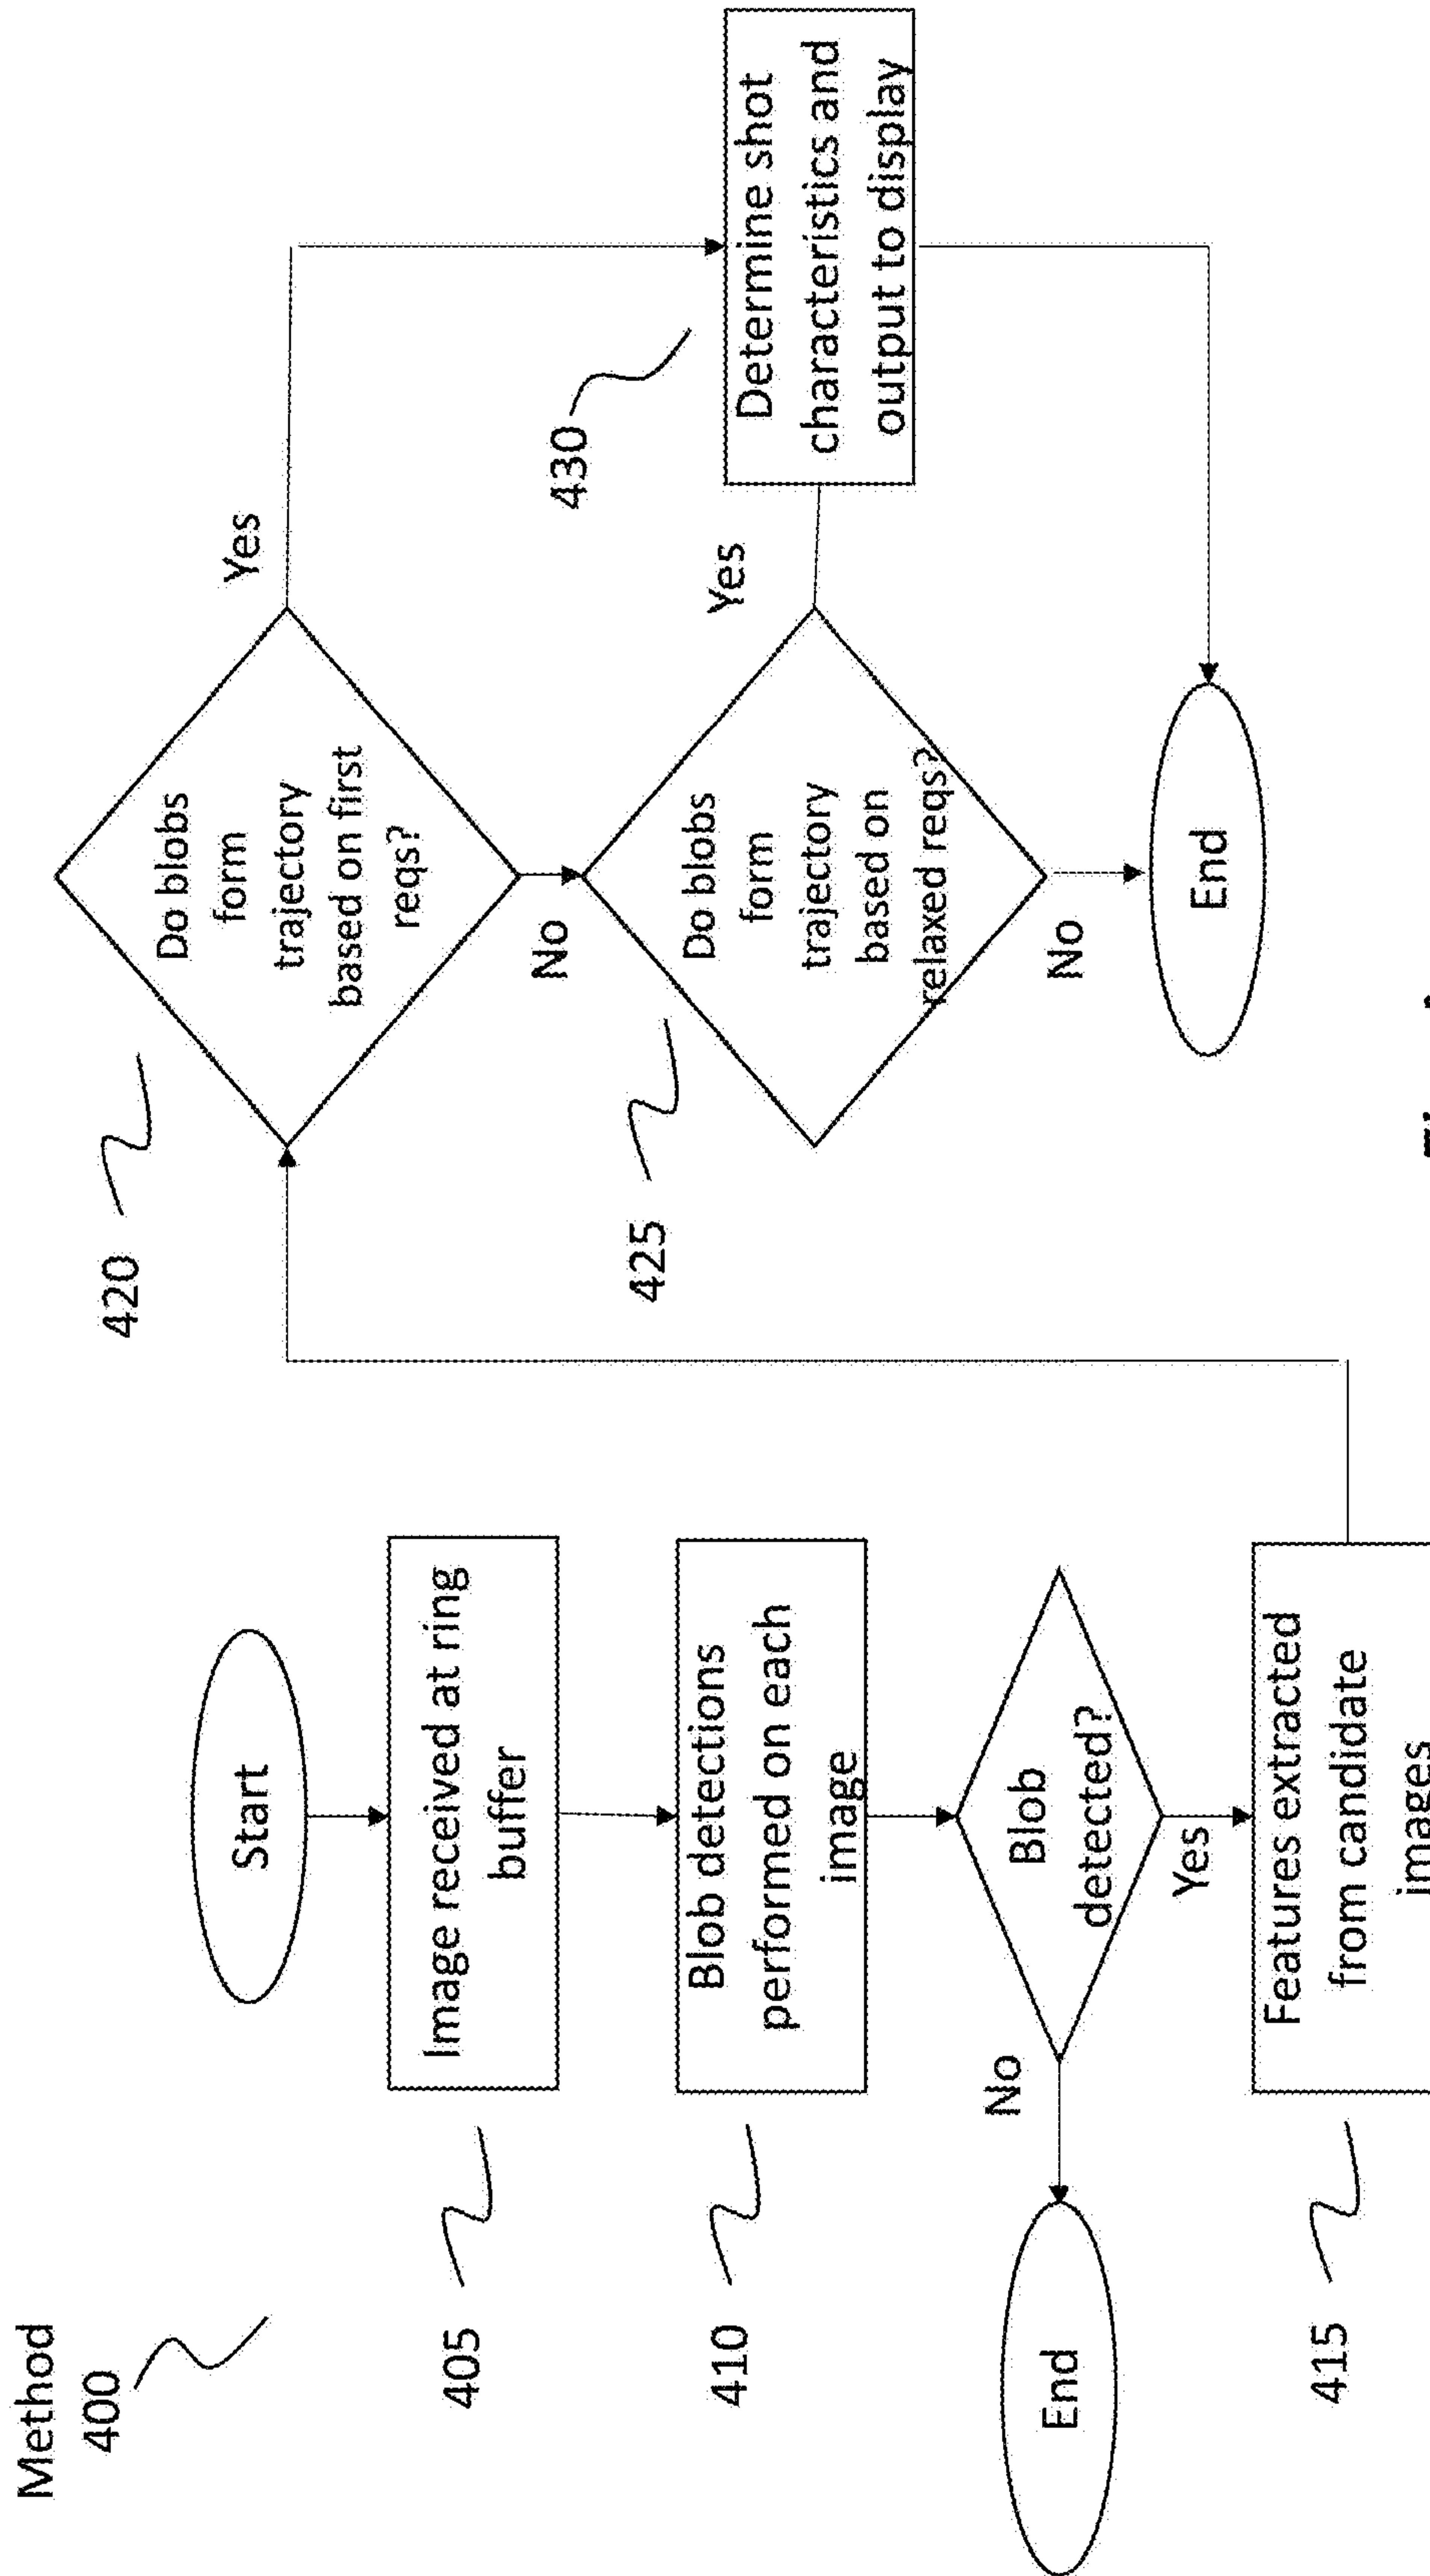 Method
400
Start
405
Image received at ring
buffer
410
Blob detections
performed on each
image
Blob
detected?
No
End
Yes
415
Features extracted
from candidate
images
420
Do blobs
form
trajectory
based on first
reqs?
Yes
No
425
Do blobs
form
trajectory
based on
relaxed reqs?
Yes
No
430
Determine shot
characteristics and
output to display
End